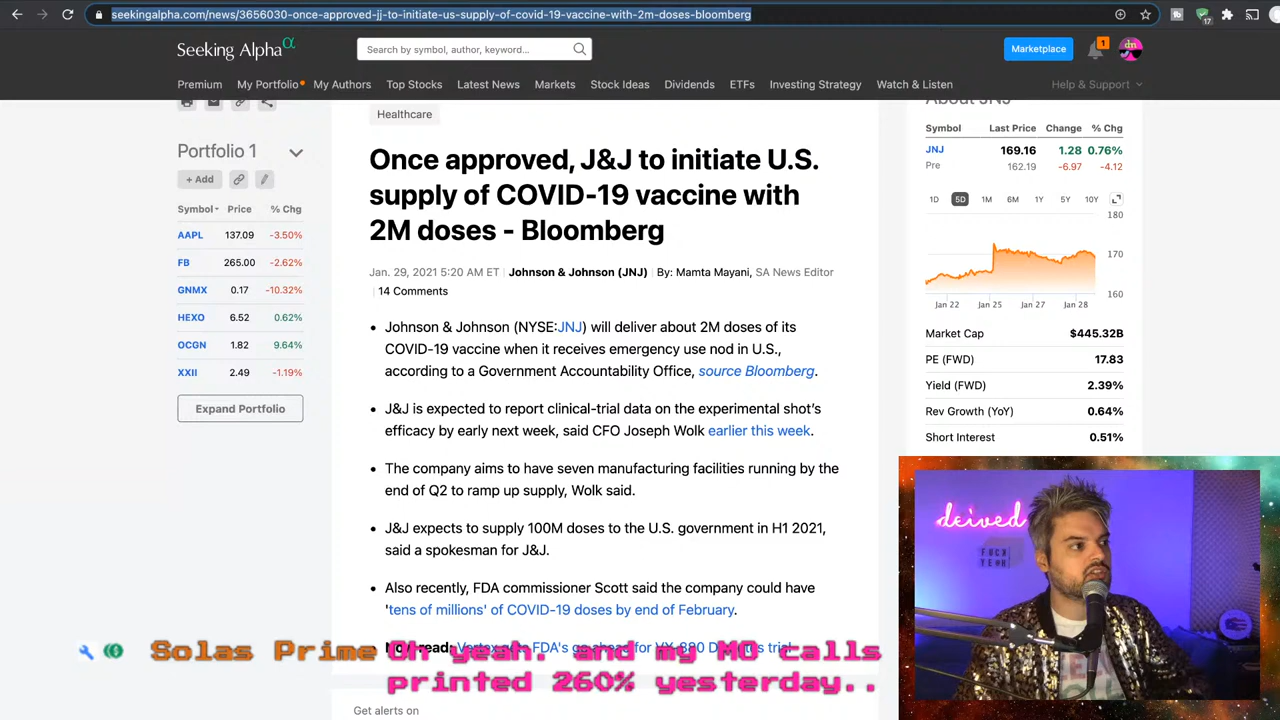 seekingalpha.com/news/3656030-once-approved-jj-to-initiate-us-supply-of-covid-19-vaccine-with-2m-doses-bloomberg
17
Seeking Alpha α
Search by symbol, author, keyword...
Marketplace
1
dn
Premium
My Portfolio
My Authors
Top Stocks
Latest News
Markets
Stock Ideas
Dividends
ETFs
Investing Strategy
Watch & Listen
Help & Support
Portfolio 1
+ Add
Symbol Price % Chg
AAPL 137.09 -3.50%
FB 265.00 -2.62%
GNMX 0.17 -10.32%
HEXO 6.52 0.62%
OCGN 1.82 9.64%
XXII 2.49 -1.19%
Expand Portfolio
Healthcare
Once approved, J&J to initiate U.S.
supply of COVID-19 vaccine with
2M doses - Bloomberg
Jan. 29, 2021 5:20 AM ET | Johnson & Johnson (JNJ) | By: Mamta Mayani, SA News Editor
| 14 Comments
• Johnson & Johnson (NYSE:JNJ) will deliver about 2M doses of its
COVID-19 vaccine when it receives emergency use nod in U.S.,
according to a Government Accountability Office, source Bloomberg.
• J&J is expected to report clinical-trial data on the experimental shot's
efficacy by early next week, said CFO Joseph Wolk earlier this week.
• The company aims to have seven manufacturing facilities running by the
end of Q2 to ramp up supply, Wolk said.
• J&J expects to supply 100M doses to the U.S. government in H1 2021,
said a spokesman for J&J.
• Also recently, FDA commissioner Scott said the company could have
'tens of millions' of COVID-19 doses by end of February.
Get alerts on
About JNJ
Symbol Last Price Change % Chg
JNJ 169.16 1.28 0.76%
Pre 162.19 -6.97 -4.12
1D 5D 1M 6M 1Y 5Y 10Y
180
170
160
Jan 22 Jan 25 Jan 27 Jan 28
Market Cap $445.32B
PE (FWD) 17.83
Yield (FWD) 2.39%
Rev Growth (YoY) 0.64%
Short Interest 0.51%
deived
FUCK
YEAH
Solas Prime Oh yeah. and my MO calls
printed 260% yesterday..